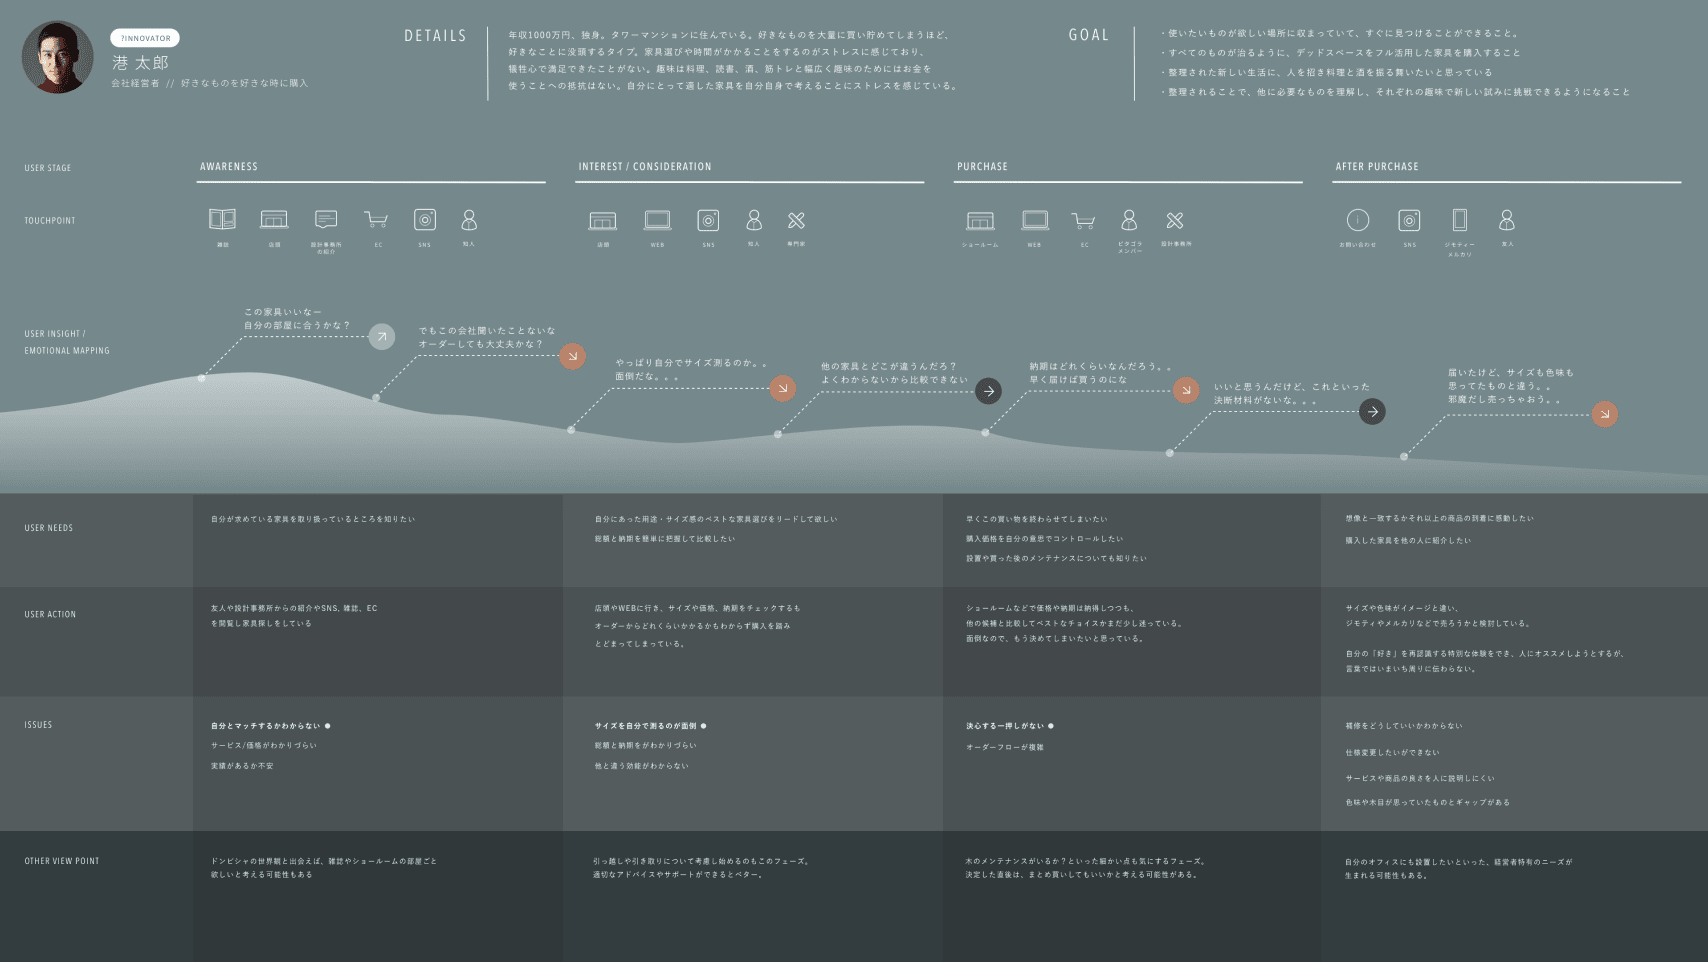 ?INNOVATOR
港 太郎
会社経営者 // 好きなものを好きな時に購入
DETAILS
年収1000万円、独身。タワーマンションに住んでいる。好きなものを大量に買い貯めてしまうほど、
好きなことに没頭するタイプ。家具選びや時間がかかることをするのがストレスに感じており、
犠牲心で満足できたことがない。趣味は料理、読書、酒、筋トレと幅広く趣味のためにはお金を
使うことへの抵抗はない。自分にとって適した家具を自分自身で考えることにストレスを感じている。
GOAL
・使いたいものが欲しい場所に収まっていて、すぐに見つけることができること。
・すべてのものが治るように、デッドスペースをフル活用した家具を購入すること
・整理された新しい生活に、人を招き料理と酒を振る舞いたいと思っている
・整理されることで、他に必要なものを理解し、それぞれの趣味で新しい試みに挑戦できるようになること
USER STAGE
AWARENESS
INTEREST / CONSIDERATION
PURCHASE
AFTER PURCHASE
TOUCHPOINT
雑誌
店頭
設計事務所
の紹介
EC
SNS
知人
店頭
WEB
SNS
知人
専門家
ショールーム
WEB
EC
ピタゴラ
メンバー
設計事務所
お問い合わせ
SNS
ジモティー
メルカリ
友人
USER INSIGHT /
EMOTIONAL MAPPING
この家具いいなー
自分の部屋に合うかな？
でもこの会社聞いたことないな
オーダーしても大丈夫かな？
やっぱり自分でサイズ測るのか。。
面倒だな。。。
他の家具とどこが違うんだろ？
よくわからないから比較できない
納期はどれくらいなんだろう。。
早く届けば買うのにな
いいと思うんだけど、これといった
決断材料がないな。。。
届いたけど、サイズも色味も
思ってたものと違う。。
邪魔だし売っちゃおう。。
USER NEEDS
自分が求めている家具を取り扱っているところを知りたい
自分にあった用途・サイズ感のベストな家具選びをリードして欲しい
総額と納期を簡単に把握して比較したい
早くこの買い物を終わらせてしまいたい
購入価格を自分の意思でコントロールしたい
設置や買った後のメンテナンスについても知りたい
想像と一致するかそれ以上の商品の到着に感動したい
購入した家具を他の人に紹介したい
USER ACTION
友人や設計事務所からの紹介やSNS、雑誌、EC
を閲覧し家具探しをしている
店頭やWEBに行き、サイズや価格、納期をチェックするも
オーダーからどれくらいかかるかもわからず購入を踏み
とどまってしまっている。
ショールームなどで価格や納期は納得しつつも、
他の候補と比較してベストなチョイスかまだ少し迷っている。
面倒なので、もう決めてしまいたいと思っている。
サイズや色味がイメージと違い、
ジモティやメルカリなどで売ろうかと検討している。
自分の「好き」を再認識する特別な体験をでき、人にオススメしようとするが、
言葉ではいまいち周りに伝わらない。
ISSUES
自分とマッチするかわからない ●
サービス/価格がわかりづらい
実績があるか不安
サイズを自分で測るのが面倒 ●
総額と納期をがわかりづらい
他と違う効能がわからない
決心する一押しがない ●
オーダーフローが複雑
補修をどうしていいかわからない
仕様変更したいができない
サービスや商品の良さを人に説明しにくい
色味や木目が思っていたものとギャップがある
OTHER VIEW POINT
ドンピシャの世界観と出会えば、雑誌やショールームの部屋ごと
欲しいと考える可能性もある
引っ越しや引き取りについて考慮し始めるのもこのフェーズ。
適切なアドバイスやサポートができるとベター。
木のメンテナンスがいるか？といった細かい点も気にするフェーズ。
決定した直後は、まとめ買いしてもいいかと考える可能性がある。
自分のオフィスにも設置したいといった、経営者特有のニーズが
生まれる可能性もある。